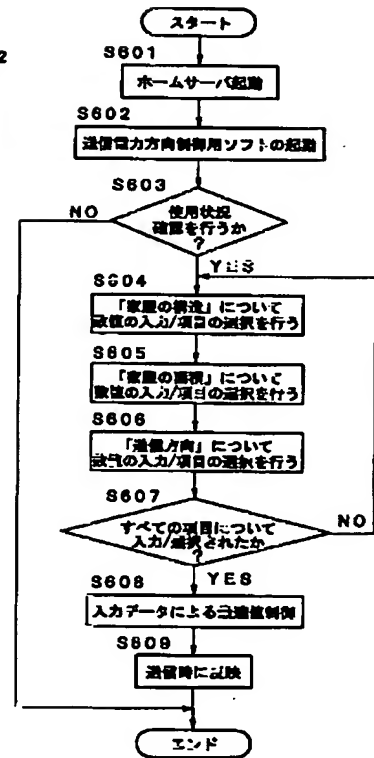 スタート
2
S601
ホームサーバ起動
S602
送信電力方向制御用ソフトの起動
S603
NO
使用状況
確認を行うか
?
YES
S604
「家屋の構造」について
数値の入力/項目の選択を行う
S605
「家屋の面積」について
数値の入力/項目の選択を行う
S606
「送信方向」について
数値の入力/項目の選択を行う
S607
すべての項目について
入力/選択されたか
?
NO
YES
S608
入力データによる送信制御
S609
送信時に反映
エンド